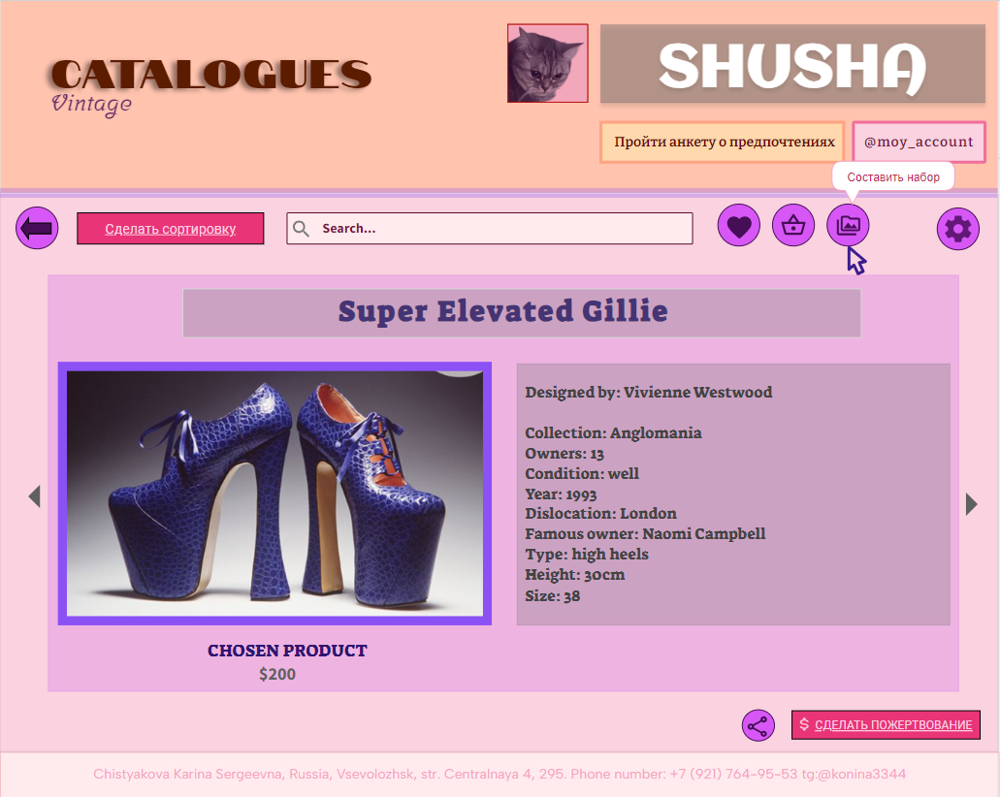 CATALOGUES
Vintage
SHUSHA
Пройти анкету о предпочтениях
@moy_account
Составить набор
Сделать сортировку
Search...
Super Elevated Gillie
Designed by: Vivienne Westwood
Collection: Anglomania
Owners: 13
Condition: well
Year: 1993
Dislocation: London
Famous owner: Naomi Campbell
Type: high heels
Height: 30cm
Size: 38
CHOSEN PRODUCT
$200
$ СДЕЛАТЬ ПОЖЕРТВОВАНИЕ
Chistyakova Karina Sergeevna, Russia, Vsevolozhsk, str. Centralnaya 4, 295. Phone number: +7 (921) 764-95-53 tg:@konina3344